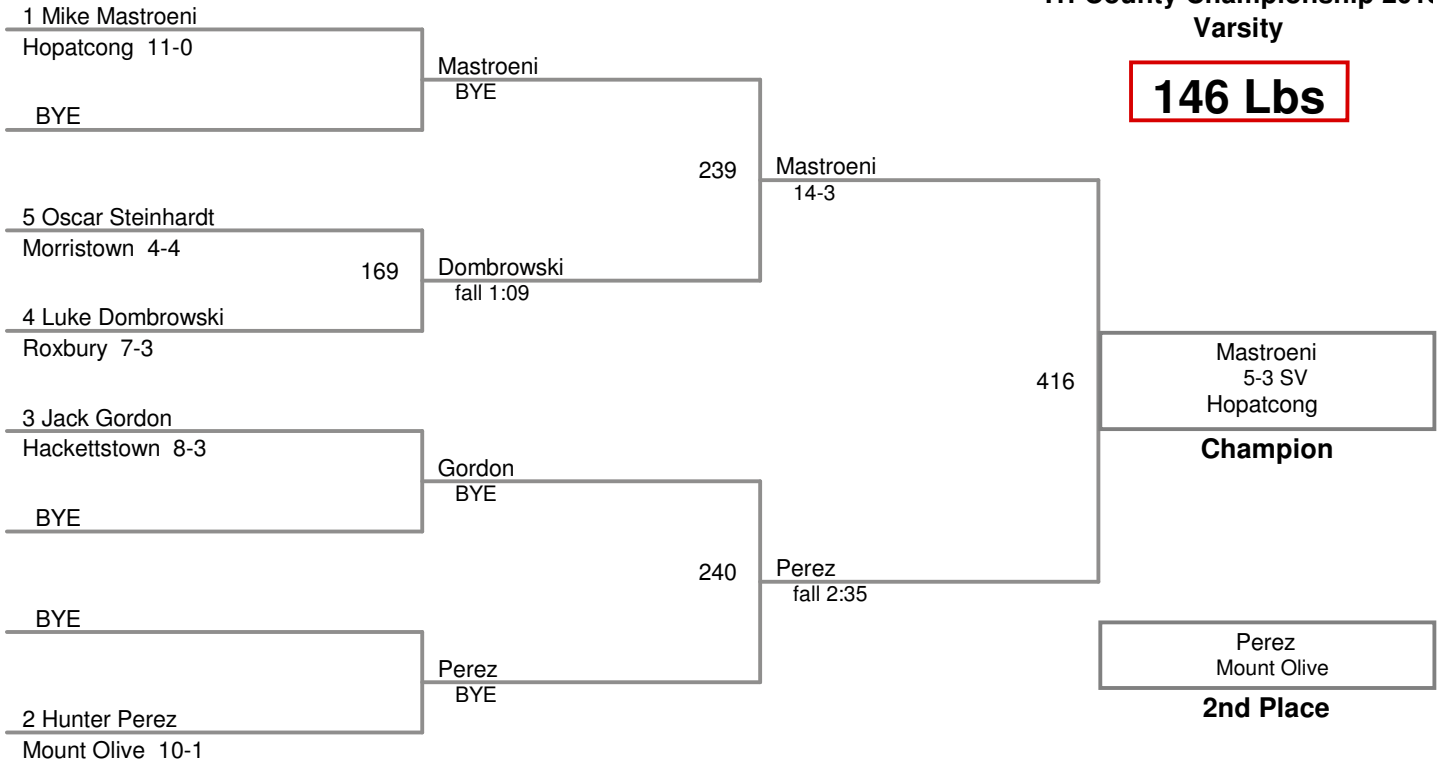 County Championship
Varsity
146 Lbs
1 Mike Mastroeni
Hopatcong 11-0
BYE
Mastroeni
BYE
5 Oscar Steinhardt
Morristown 4-4
169
4 Luke Dombrowski
Roxbury 7-3
Dombrowski
fall 1:09
239
Mastroeni
14-3
3 Jack Gordon
Hackettstown 8-3
BYE
Gordon
BYE
BYE
2 Hunter Perez
Mount Olive 10-1
Perez
BYE
240
Perez
fall 2:35
416
Mastroeni
5-3 SV
Hopatcong
Champion
Perez
Mount Olive
2nd Place